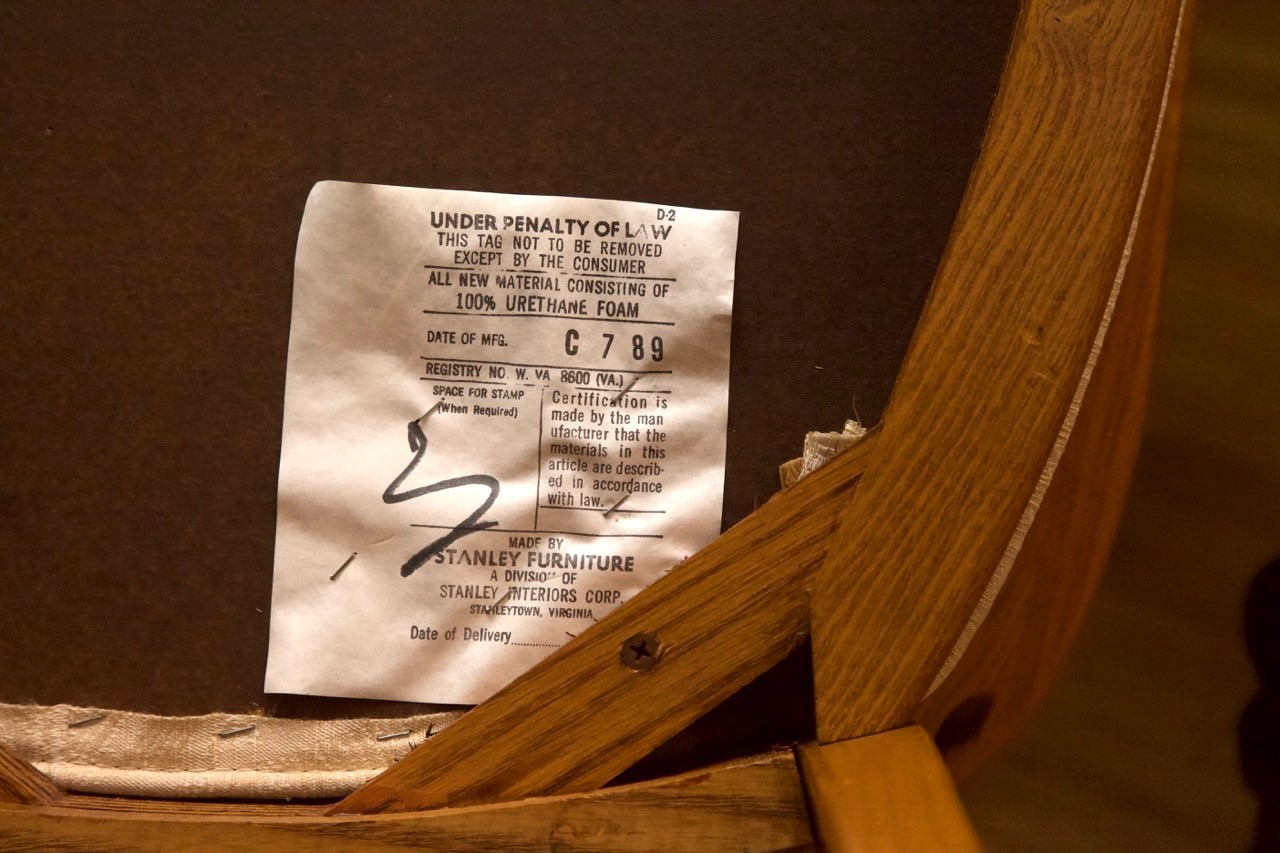 D-2
UNDER PENALTY OF LAW
THIS TAG NOT TO BE REMOVED
EXCEPT BY THE CONSUMER
ALL NEW MATERIAL CONSISTING OF
100% URETHANE FOAM
DATE OF MFG. C 7 89
REGISTRY NO. W. VA 8600 (VA.)
SPACE FOR STAMP
(When Required)
Certification is
made by the man
ufacturer that the
materials in this
article are describ-
ed in accordance
with law.
MADE BY
STANLEY FURNITURE
A DIVISION OF
STANLEY INTERIORS CORP.
STANLEYTOWN, VIRGINIA
Date of Delivery